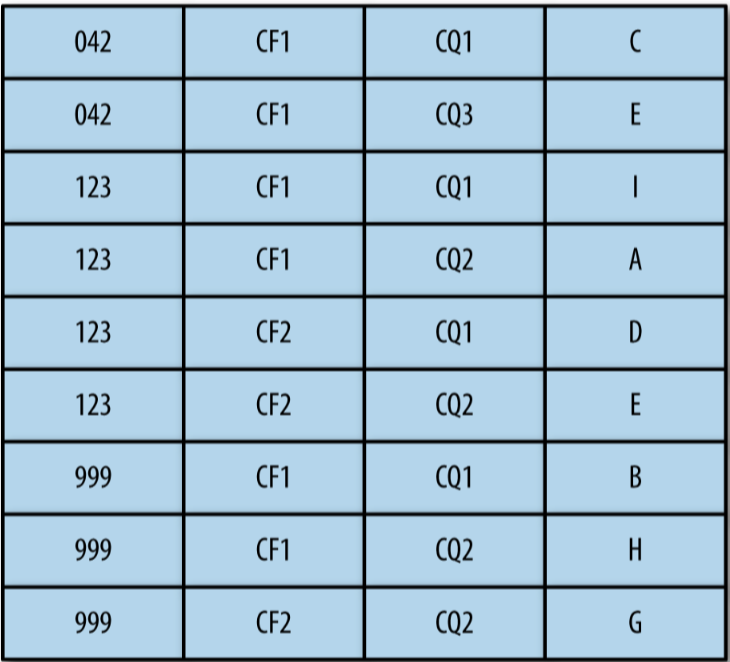 042 CF1 CQ1 C
042 CF1 CQ3 E
123 CF1 CQ1 I
123 CF1 CQ2 A
123 CF2 CQ1 D
123 CF2 CQ2 E
999 CF1 CQ1 B
999 CF1 CQ2 H
999 CF2 CQ2 G